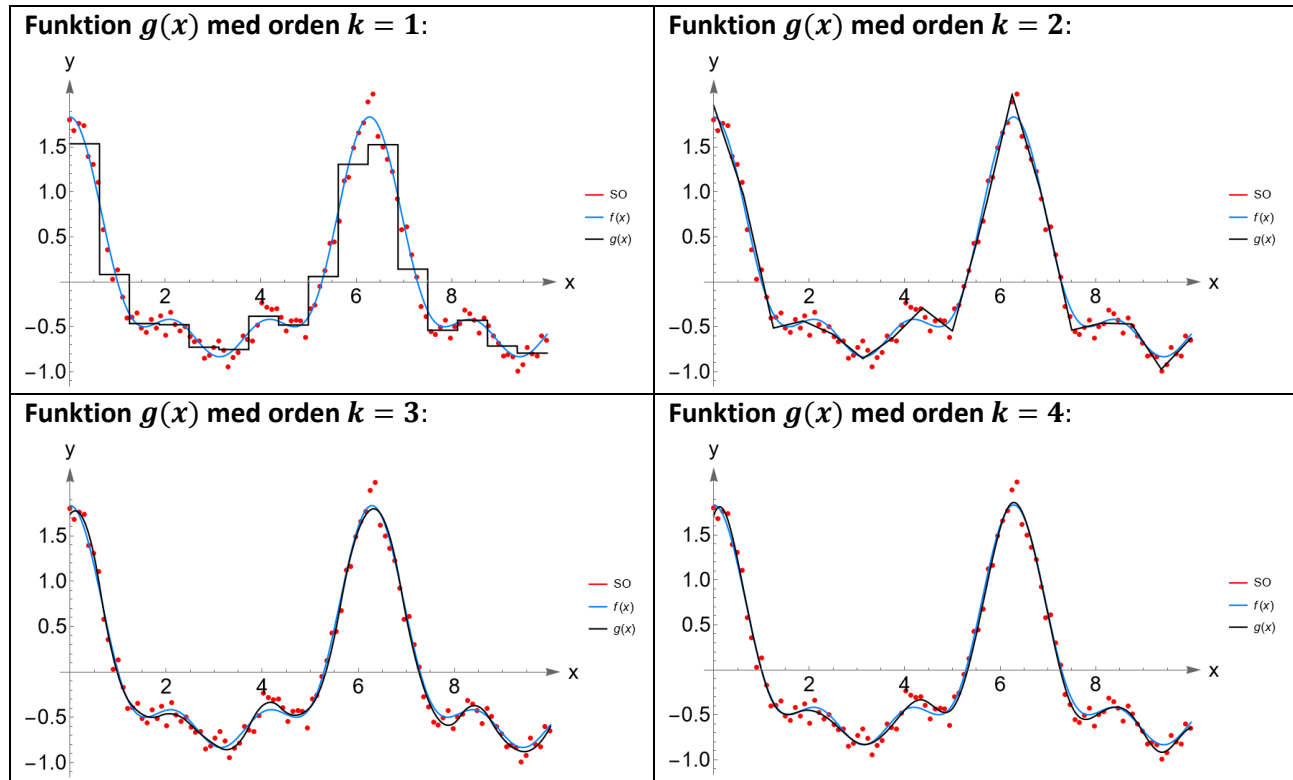 Funktion g(x) med orden k = 1:
y
1.5
1.0
0.5
−0.5
−1.0
2
4
6
8
x
SO
f(x)
g(x)
Funktion g(x) med orden k = 2:
y
1.5
1.0
0.5
−0.5
−1.0
2
4
6
8
x
SO
f(x)
g(x)
Funktion g(x) med orden k = 3:
y
1.5
1.0
0.5
−0.5
−1.0
2
4
6
8
x
SO
f(x)
g(x)
Funktion g(x) med orden k = 4:
y
1.5
1.0
0.5
−0.5
−1.0
2
4
6
8
x
SO
f(x)
g(x)